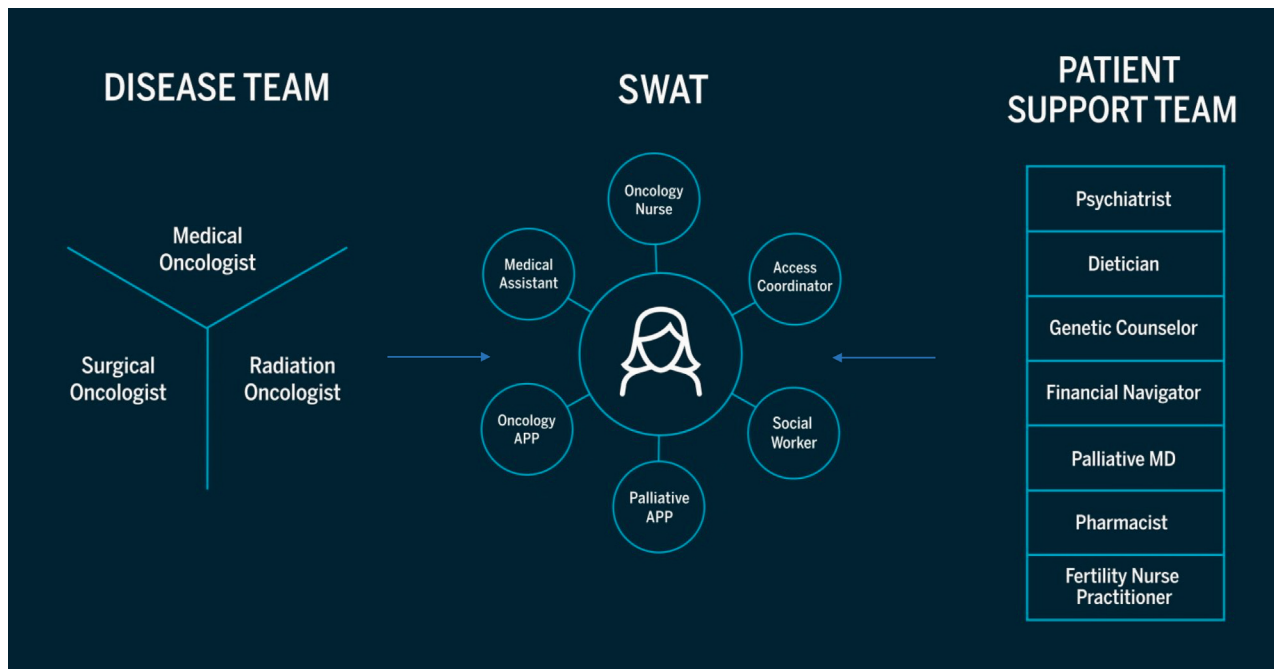 DISEASE TEAM
Medical
Oncologist
Surgical
Oncologist
Radiation
Oncologist
SWAT
Oncology
Nurse
Medical
Assistant
Access
Coordinator
Oncology
APP
Social
Worker
Palliative
APP
PATIENT
SUPPORT TEAM
Psychiatrist
Dietician
Genetic Counselor
Financial Navigator
Palliative MD
Pharmacist
Fertility Nurse
Practitioner